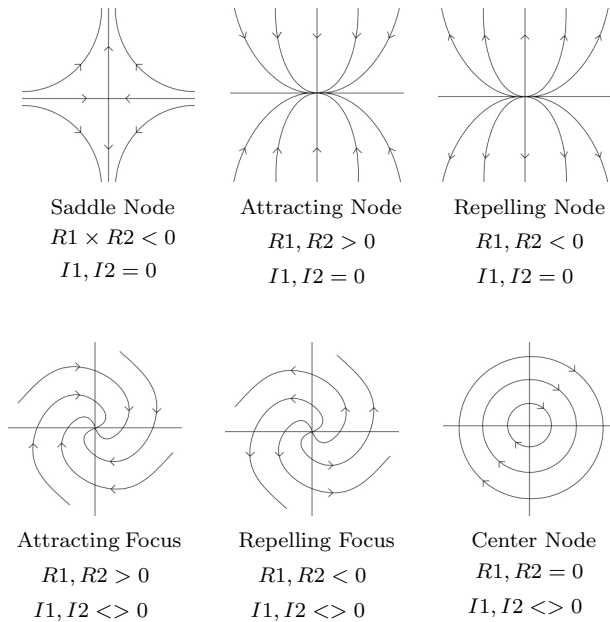 Saddle Node
R1 × R2 < 0
I1, I2 = 0
Attracting Node
R1, R2 > 0
I1, I2 = 0
Repelling Node
R1, R2 < 0
I1, I2 = 0
Attracting Focus
R1, R2 > 0
I1, I2 <> 0
Repelling Focus
R1, R2 < 0
I1, I2 <> 0
Center Node
R1, R2 = 0
I1, I2 <> 0